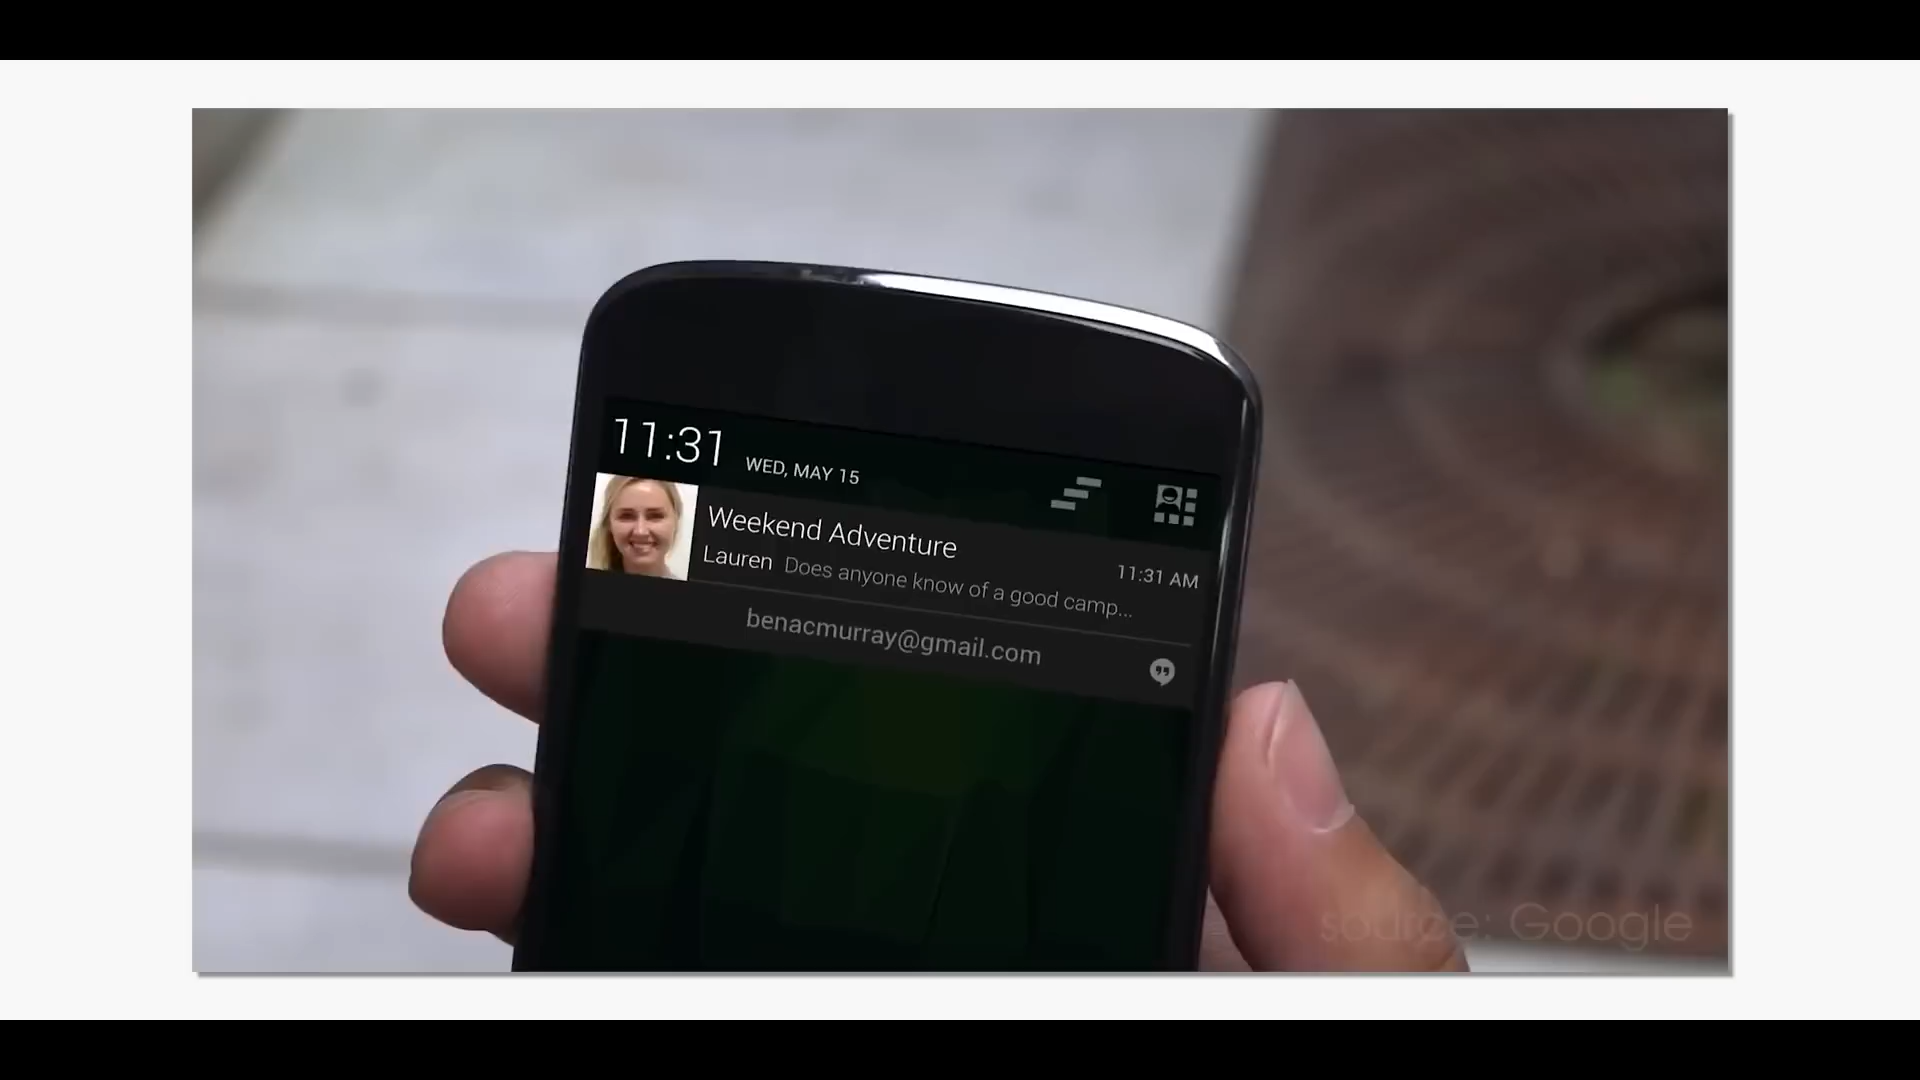 11:31 WED, MAY 15
Weekend Adventure
Lauren Does anyone know of a good camp... 11:31 AM
benacmurray@gmail.com
source: Google